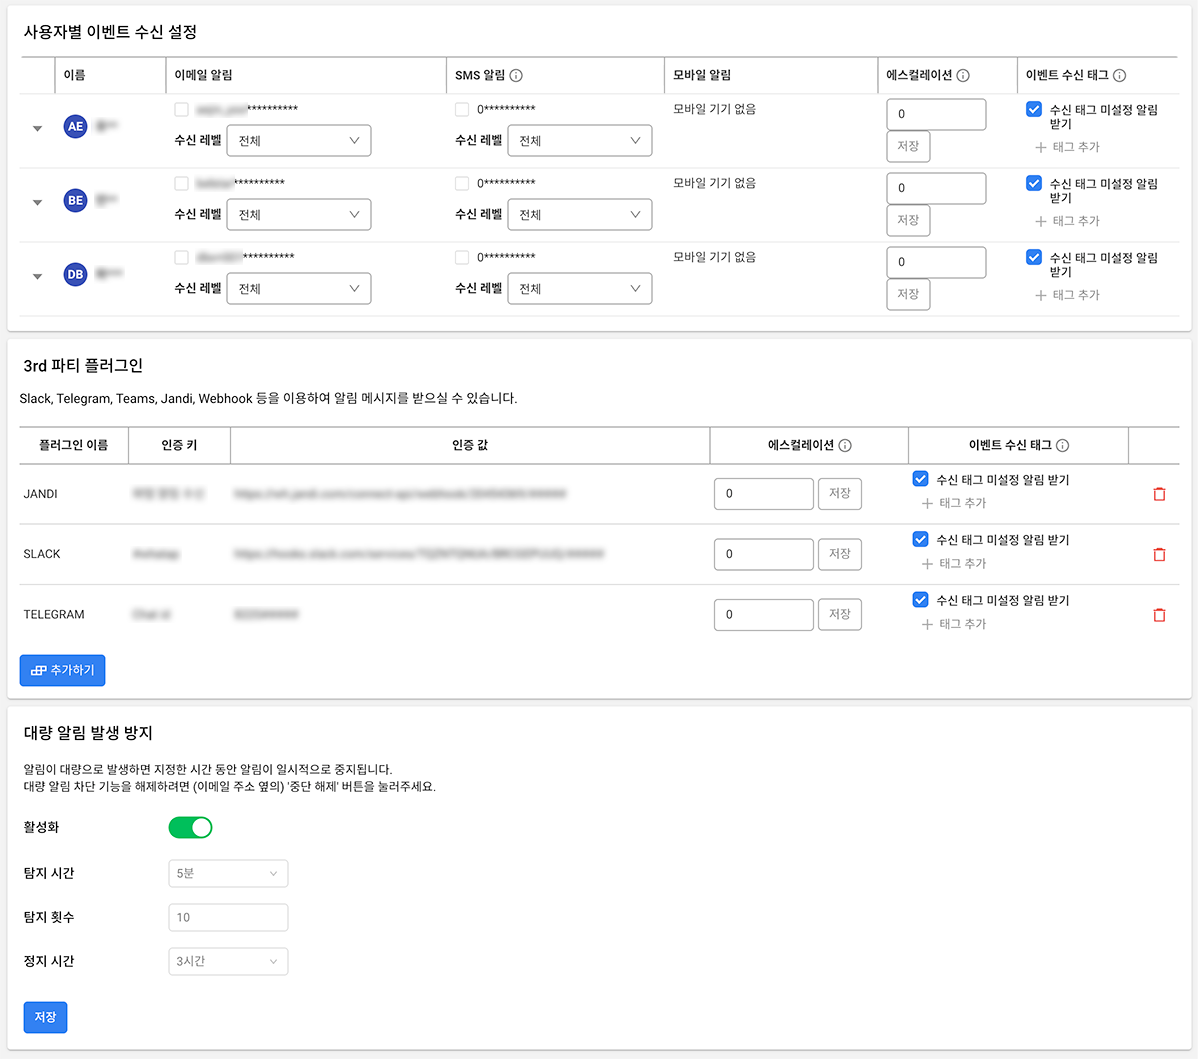 사용자별 이벤트 수신 설정
이름 이메일 알림 SMS 알림 모바일 알림 에스컬레이션 이벤트 수신 태그
AE ********** 0********** 모바일 기기 없음 0 수신 태그 미설정 알림
받기
수신 레벨 전체 수신 레벨 전체 저장 + 태그 추가
BE ********** 0********** 모바일 기기 없음 0 수신 태그 미설정 알림
받기
수신 레벨 전체 수신 레벨 전체 저장 + 태그 추가
DB ********** 0********** 모바일 기기 없음 0 수신 태그 미설정 알림
받기
수신 레벨 전체 수신 레벨 전체 저장 + 태그 추가
3rd 파티 플러그인
Slack, Telegram, Teams, Jandi, Webhook 등을 이용하여 알림 메시지를 받으실 수 있습니다.
플러그인 이름 인증 키 인증 값 에스컬레이션 이벤트 수신 태그
JANDI 0 저장 수신 태그 미설정 알림 받기
+ 태그 추가
SLACK 0 저장 수신 태그 미설정 알림 받기
+ 태그 추가
TELEGRAM 0 저장 수신 태그 미설정 알림 받기
+ 태그 추가
추가하기
대량 알림 발생 방지
알림이 대량으로 발생하면 지정한 시간 동안 알림이 일시적으로 중지됩니다.
대량 알림 차단 기능을 해제하려면 (이메일 주소 옆의) '중단 해제' 버튼을 눌러주세요.
활성화
탐지 시간 5분
탐지 횟수 10
정지 시간 3시간
저장